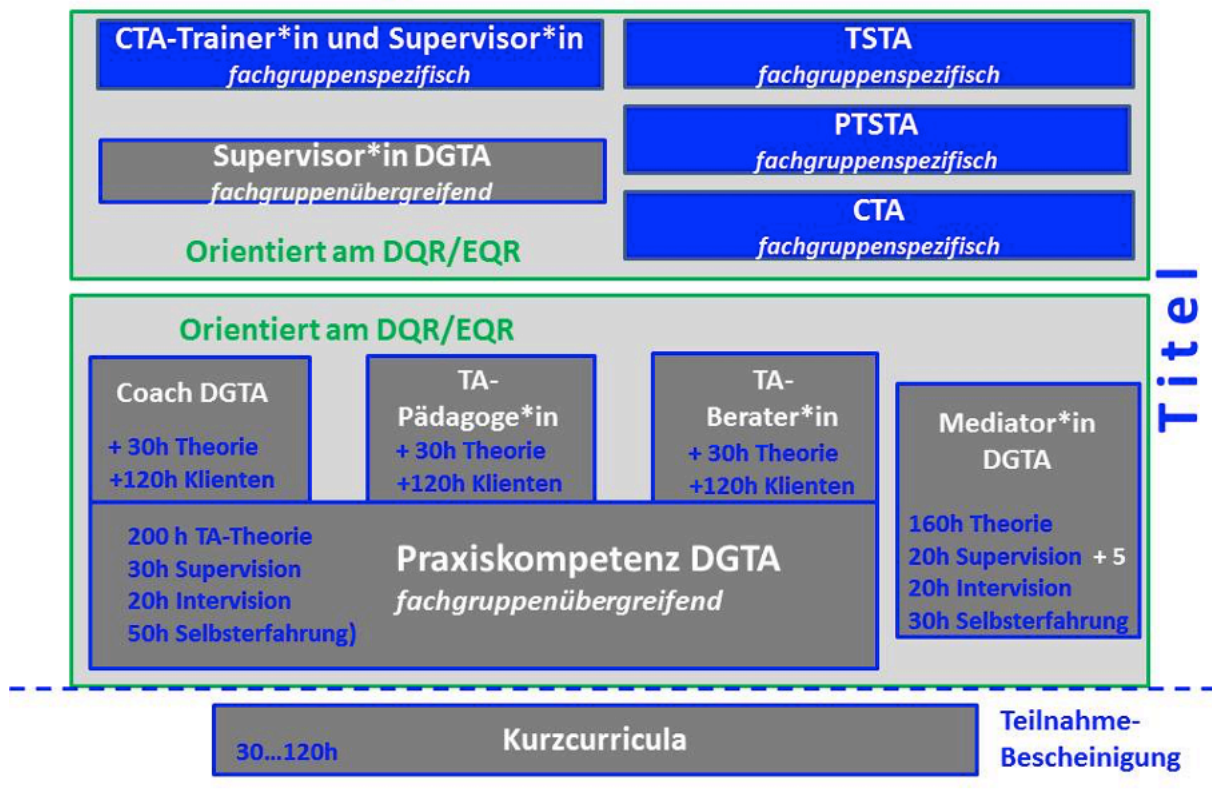 CTA-Trainer*in und Supervisor*in
fachgruppenspezifisch
TSTA
fachgruppenspezifisch
PTSTA
fachgruppenspezifisch
Supervisor*in DGTA
fachgruppenübergreifend
CTA
fachgruppenspezifisch
Orientiert am DQR/EQR
Titel
Orientiert am DQR/EQR
Coach DGTA
+ 30h Theorie
+120h Klienten
TA-
Pädagoge*in
+ 30h Theorie
+120h Klienten
TA-
Berater*in
+ 30h Theorie
+120h Klienten
Mediator*in
DGTA
160h Theorie
20h Supervision + 5
20h Intervision
30h Selbsterfahrung
200 h TA-Theorie
30h Supervision
20h Intervision
50h Selbsterfahrung)
Praxiskompetenz DGTA
fachgruppenübergreifend
30...120h
Kurzcurricula
Teilnahme-
Bescheinigung